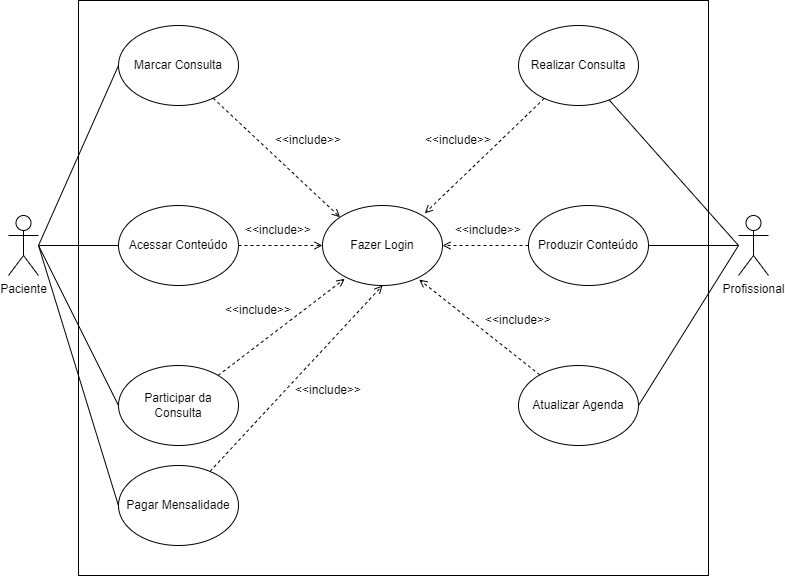 Marcar Consulta
Realizar Consulta
<<include>>
<<include>>
Acessar Conteúdo
<<include>>
Fazer Login
<<include>>
Produzir Conteúdo
Paciente
Profissional
<<include>>
<<include>>
<<include>>
Participar da
Consulta
Atualizar Agenda
Pagar Mensalidade